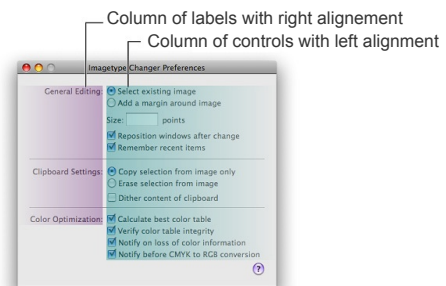 Column of labels with right alignement
Column of controls with left alignment
Imagetype Changer Preferences
General Editing: Select existing image
Add a margin around image
Size: points
Reposition windows after change
Remember recent items
Clipboard Settings: Copy selection from image only
Erase selection from image
Dither content of clipboard
Color Optimization: Calculate best color table
Verify color table integrity
Notify on loss of color information
Notify before CMYK to RGB conversion
?